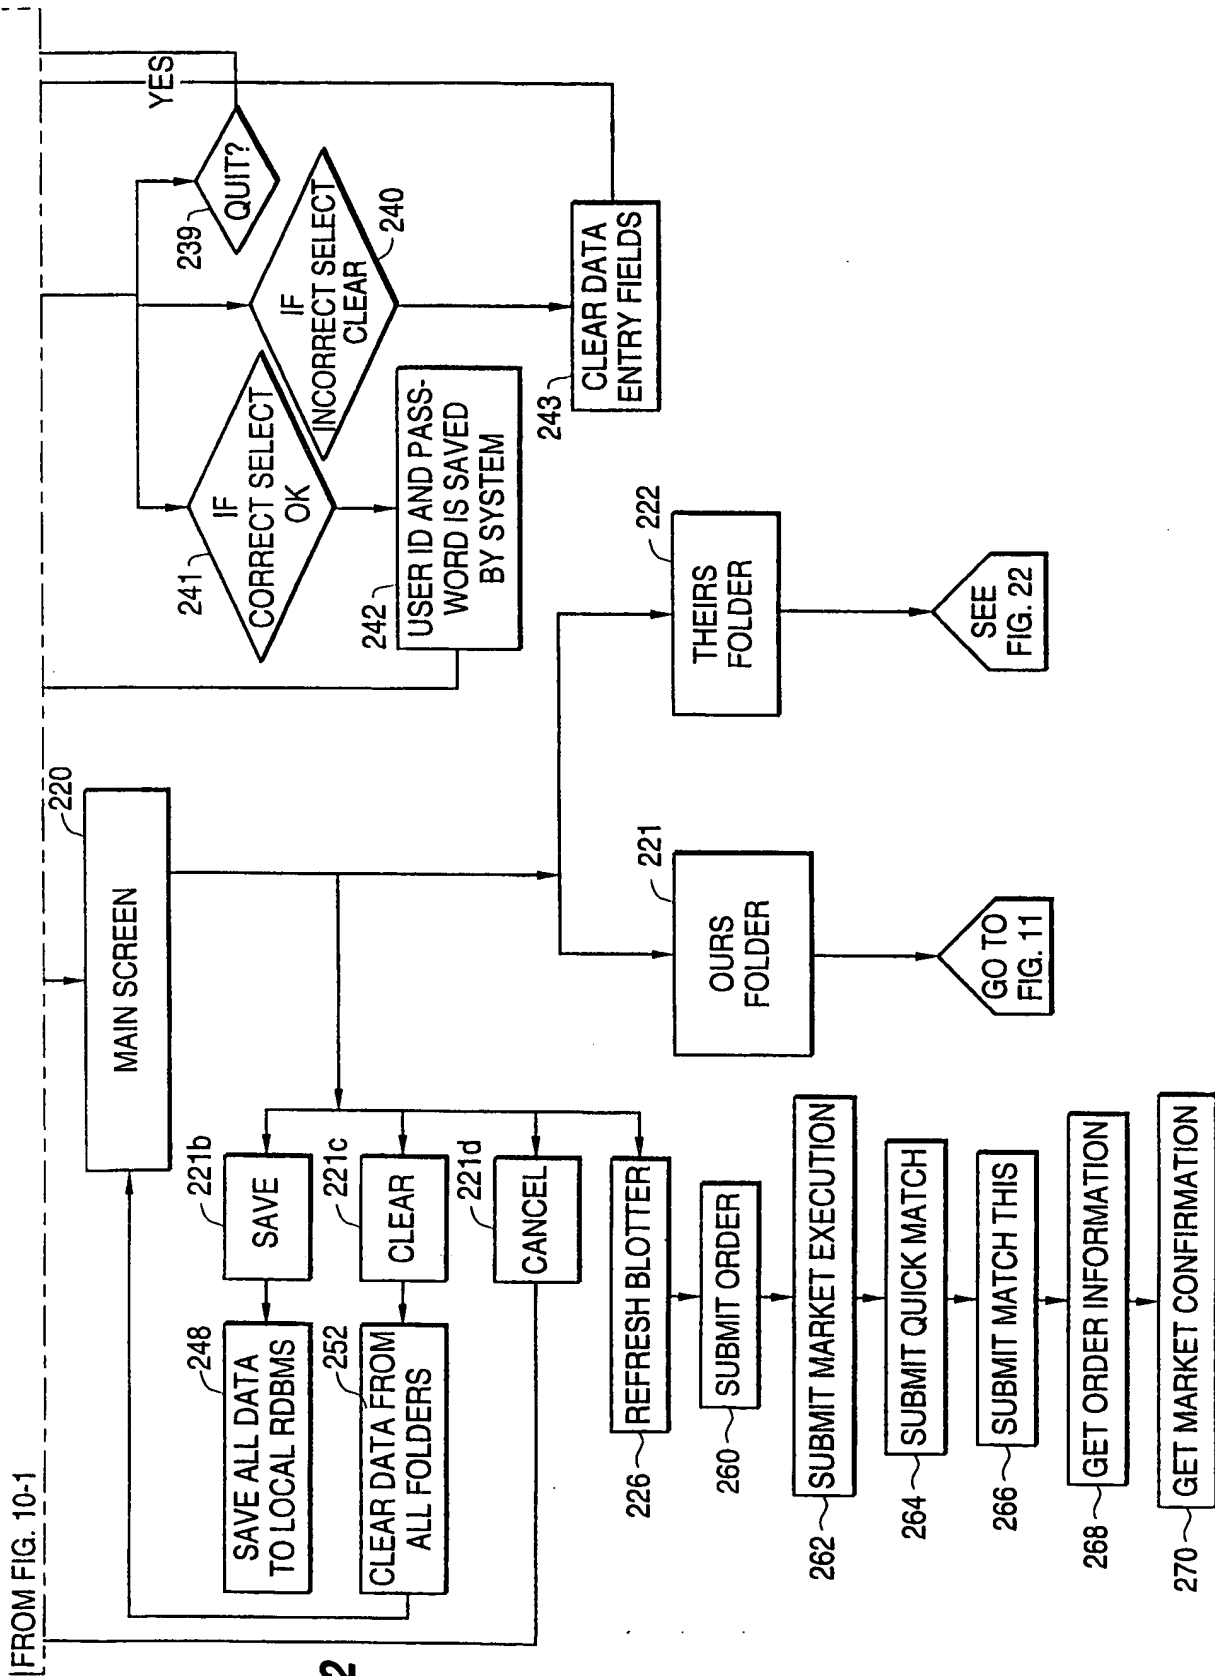 FROM FIG. 10-1
220
MAIN SCREEN
221b
SAVE
248
SAVE ALL DATA
TO LOCAL RDBMS
221c
CLEAR
252
CLEAR DATA FROM
ALL FOLDERS
221d
CANCEL
REFRESH BLOTTER
226
SUBMIT ORDER
260
SUBMIT MARKET EXECUTION
262
SUBMIT QUICK MATCH
264
SUBMIT MATCH THIS
266
GET ORDER INFORMATION
268
GET MARKET CONFIRMATION
270
221
OURS
FOLDER
GO TO
FIG. 11
222
THEIRS
FOLDER
SEE
FIG. 22
241
IF
CORRECT SELECT
OK
242
USER ID AND PASS-
WORD IS SAVED
BY SYSTEM
239
QUIT?
YES
IF
INCORRECT SELECT
CLEAR
240
243
CLEAR DATA
ENTRY FIELDS
2